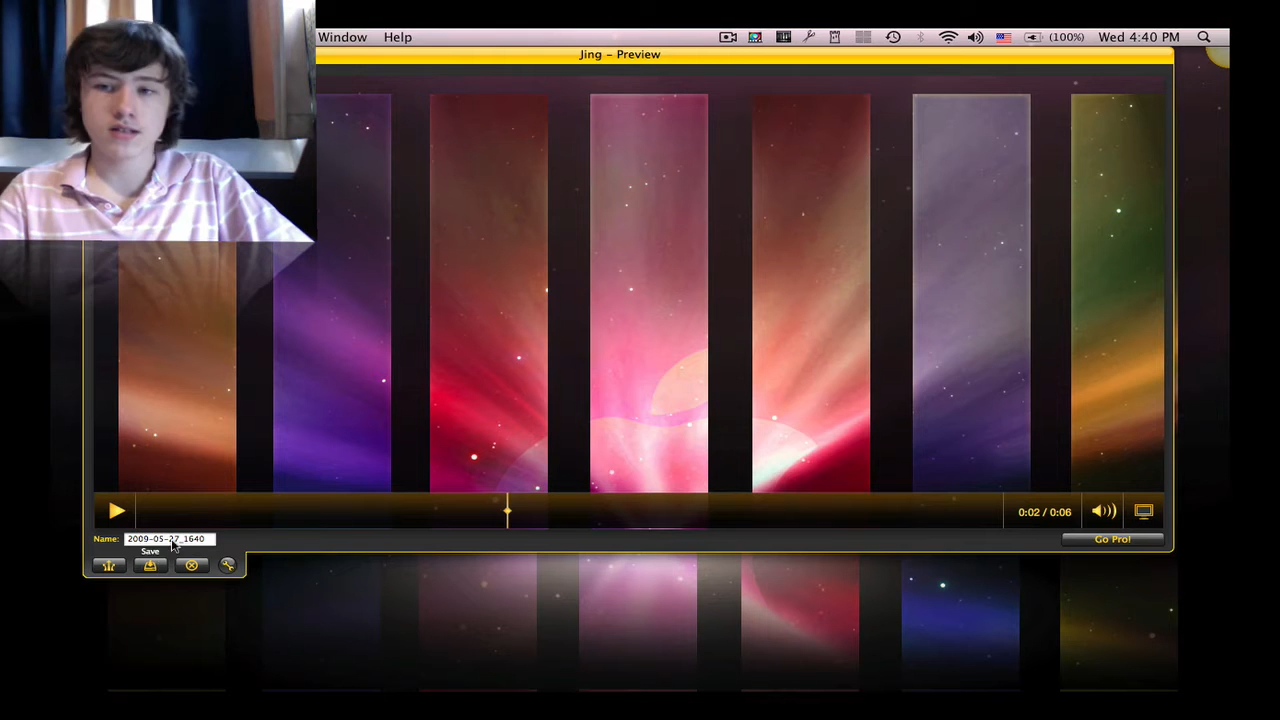 Window Help (100%) Wed 4:40 PM
Jing – Preview
0:02 / 0:06
Name: 2009-05-27_1640
Go Pro!
Save